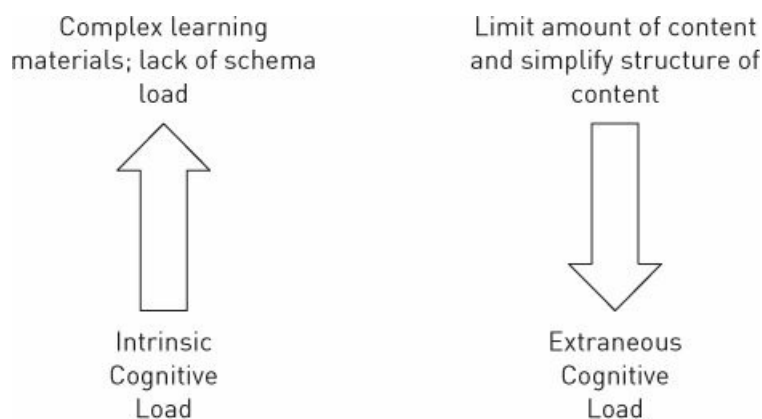 Complex learning
materials; lack of schema
load
Limit amount of content
and simplify structure of
content
Intrinsic
Cognitive
Load
Extraneous
Cognitive
Load